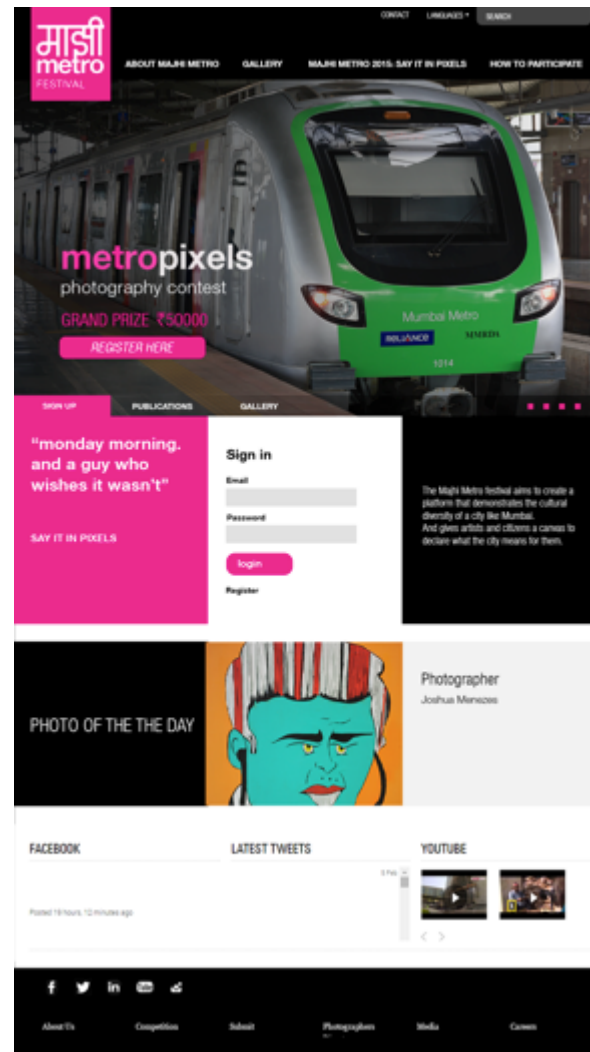 CONTACT LANGUAGES SEARCH
माझी
metro
FESTIVAL
ABOUT MAJHI METRO GALLERY MAJHI METRO 2015: SAY IT IN PIXELS HOW TO PARTICIPATE
metropixels
photography contest
GRAND PRIZE ₹50000
REGISTER HERE
Mumbai Metro
RELIANCE MMRDA
1014
SIGN UP PUBLICATIONS GALLERY
“monday morning.
and a guy who
wishes it wasn't”
SAY IT IN PIXELS
Sign in
Email
Password
login
Register
The Majhi Metro festival aims to create a
platform that demonstrates the cultural
diversity of a city like Mumbai.
And gives artists and citizens a canvas to
declare what the city means for them.
PHOTO OF THE THE DAY
Photographer
Joshua Menezes
FACEBOOK LATEST TWEETS YOUTUBE
6 Feb
Posted 19 hours, 12 minutes ago
About Us Competition Submit Photographers Media Careers